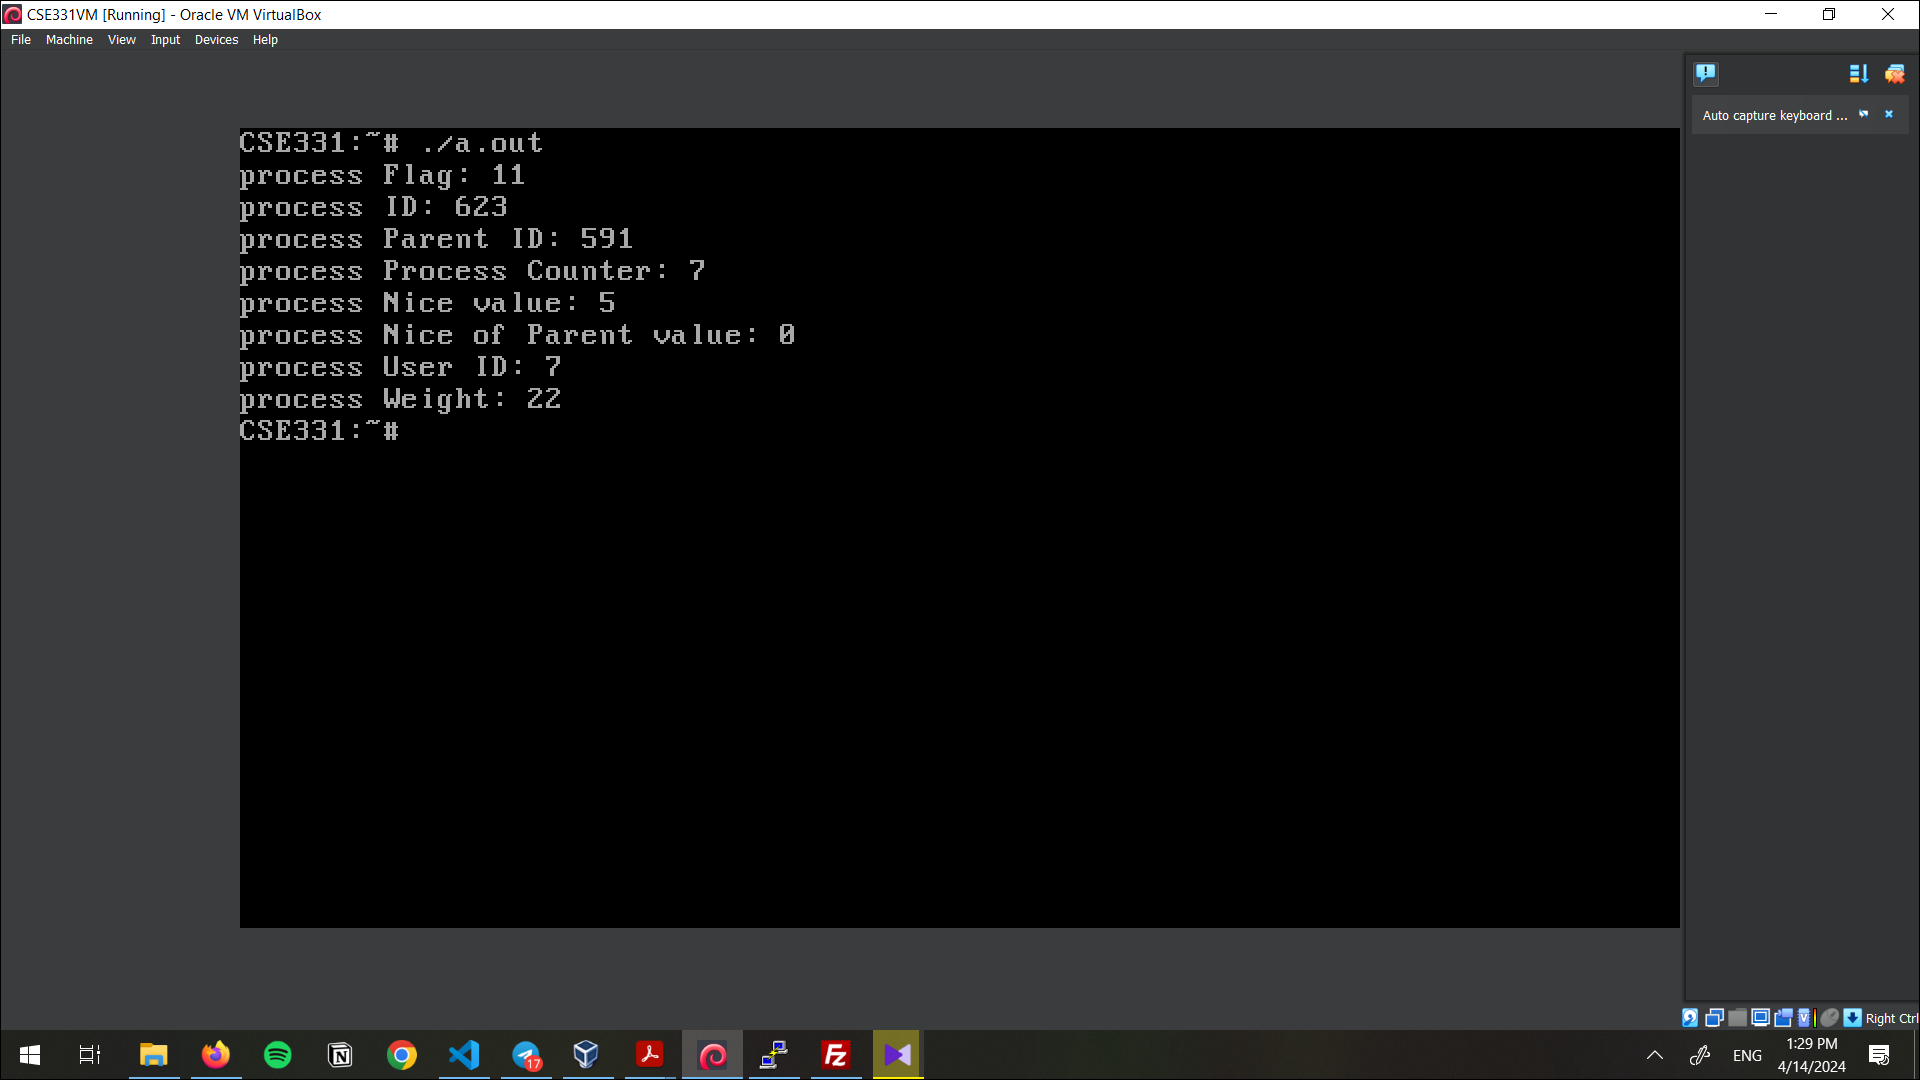 CSE331VM [Running] - Oracle VM VirtualBox
File Machine View Input Devices Help
Auto capture keyboard ...
CSE331:~# ./a.out
process Flag: 11
process ID: 623
process Parent ID: 591
process Process Counter: 7
process Nice value: 5
process Nice of Parent value: 0
process User ID: 7
process Weight: 22
CSE331:~#
Right Ctrl
17
ENG
1:29 PM
4/14/2024